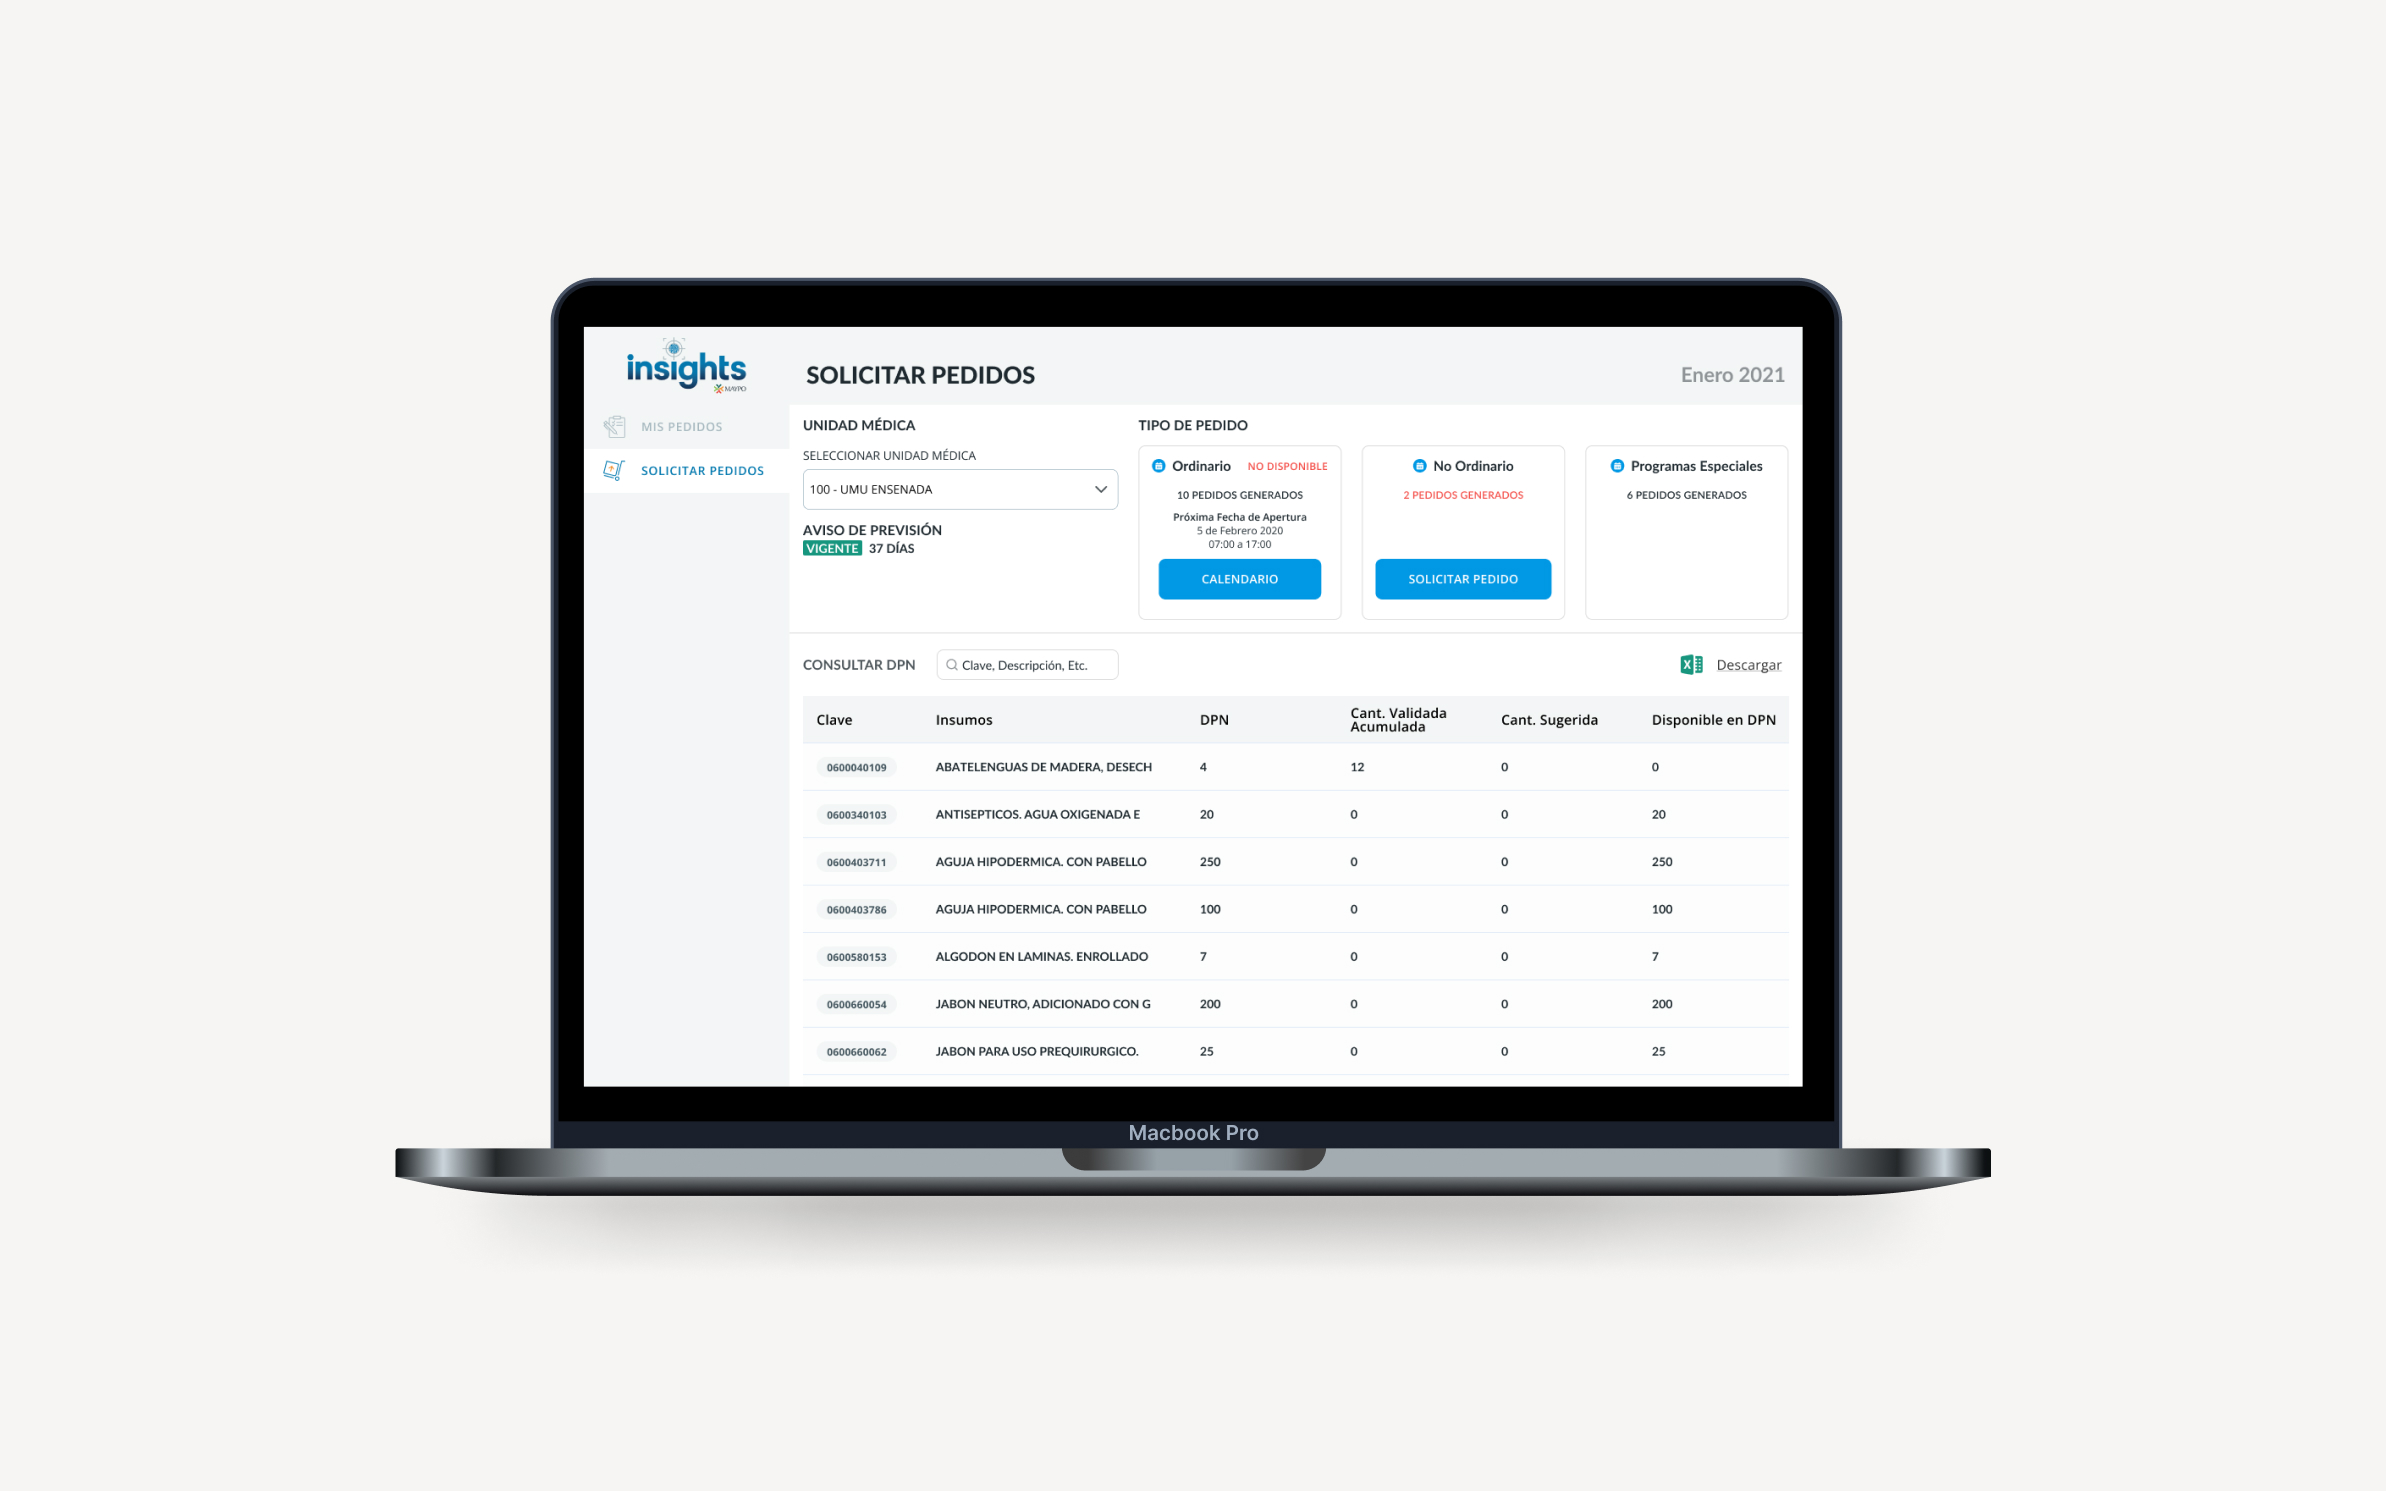 insights
MAYPO
MIS PEDIDOS
SOLICITAR PEDIDOS
SOLICITAR PEDIDOS
Enero 2021
UNIDAD MÉDICA
SELECCIONAR UNIDAD MÉDICA
100 - UMU ENSENADA
AVISO DE PREVISIÓN
VIGENTE 37 DÍAS
TIPO DE PEDIDO
Ordinario NO DISPONIBLE
10 PEDIDOS GENERADOS
Próxima Fecha de Apertura
5 de Febrero 2020
07:00 a 17:00
CALENDARIO
No Ordinario
2 PEDIDOS GENERADOS
SOLICITAR PEDIDO
Programas Especiales
6 PEDIDOS GENERADOS
CONSULTAR DPN
Clave, Descripción, Etc.
Descargar
Clave Insumos DPN Cant. Validada Acumulada Cant. Sugerida Disponible en DPN
0600040109 ABATELENGUAS DE MADERA, DESECH 4 12 0 0
0600340103 ANTISEPTICOS. AGUA OXIGENADA E 20 0 0 20
0600403711 AGUJA HIPODERMICA. CON PABELLO 250 0 0 250
0600403786 AGUJA HIPODERMICA. CON PABELLO 100 0 0 100
0600580153 ALGODON EN LAMINAS. ENROLLADO 7 0 0 7
0600660054 JABON NEUTRO, ADICIONADO CON G 200 0 0 200
0600660062 JABON PARA USO PREQUIRURGICO. 25 0 0 25
Macbook Pro